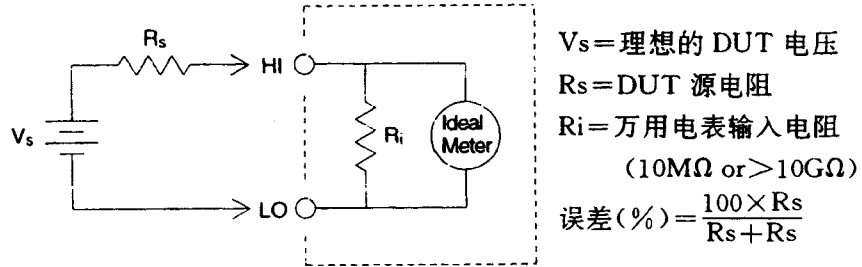 Rs
HI
Vs
Ri
Ideal
Meter
LO
Vs=理想的 DUT 电压
Rs=DUT 源电阻
Ri=万用电表输入电阻
(10MΩ or>10GΩ)
误差(%)=100×Rs
Rs+Rs